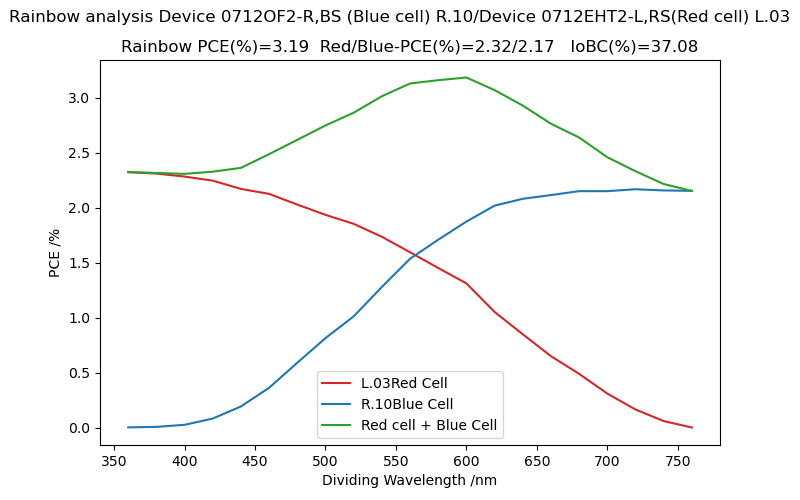 Rainbow analysis Device 0712OF2-R,BS (Blue cell) R.10/Device 0712EHT2-L,RS(Red cell) L.03
Rainbow PCE(%)=3.19  Red/Blue-PCE(%)=2.32/2.17   IoBC(%)=37.08
3.0
2.5
2.0
1.5
1.0
0.5
0.0
PCE /%
L.03Red Cell
R.10Blue Cell
Red cell + Blue Cell
350 400 450 500 550 600 650 700 750
Dividing Wavelength /nm